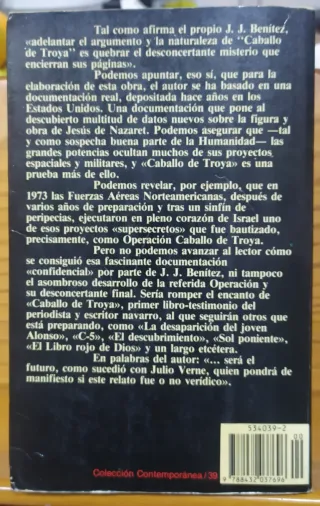 Tal como afirma el propio J. J. Benítez,
«adelantar el argumento y la naturaleza de "Caballo
de Troya" es quebrar el desconcertante misterio que
encierran sus páginas».
Podemos apuntar, eso sí, que para la
elaboración de esta obra, el autor se ha basado en una
documentación real, depositada hace años en los
Estados Unidos. Una documentación que pone al
descubierto multitud de datos nuevos sobre la figura y
obra de Jesús de Nazaret. Podemos asegurar que —tal
y como sospecha buena parte de la Humanidad— las
grandes potencias ocultan muchos de sus proyectos
espaciales y militares, y «Caballo de Troya» es una
prueba más de ello.
Podemos revelar, por ejemplo, que en
1973 las Fuerzas Aéreas Norteamericanas, después de
varios años de preparación y tras un sinfín de
peripecias, ejecutaron en pleno corazón de Israel uno
de esos proyectos «supersecretos» que fue bautizado,
precisamente, como Operación Caballo de Troya.
Pero no podemos avanzar al lector cómo
se consiguió esa fascinante documentación
«confidencial» por parte de J. J. Benítez, ni tampoco
el asombroso desarrollo de la referida Operación y
su desconcertante final. Sería romper el encanto de
«Caballo de Troya», primer libro-testimonio del
periodista y escritor navarro, al que seguirán otros que
está preparando, como «La desaparición del joven
Alonso», «C-5», «El descubrimiento», «Sol poniente»,
«El Libro rojo de Dios» y un largo etcétera.
En palabras del autor: «... será el
futuro, como sucedió con Julio Verne, quien pondrá de
manifiesto si este relato fue o no verídico».
534039-2
00
9 788432 037696
Colección Contemporánea/39